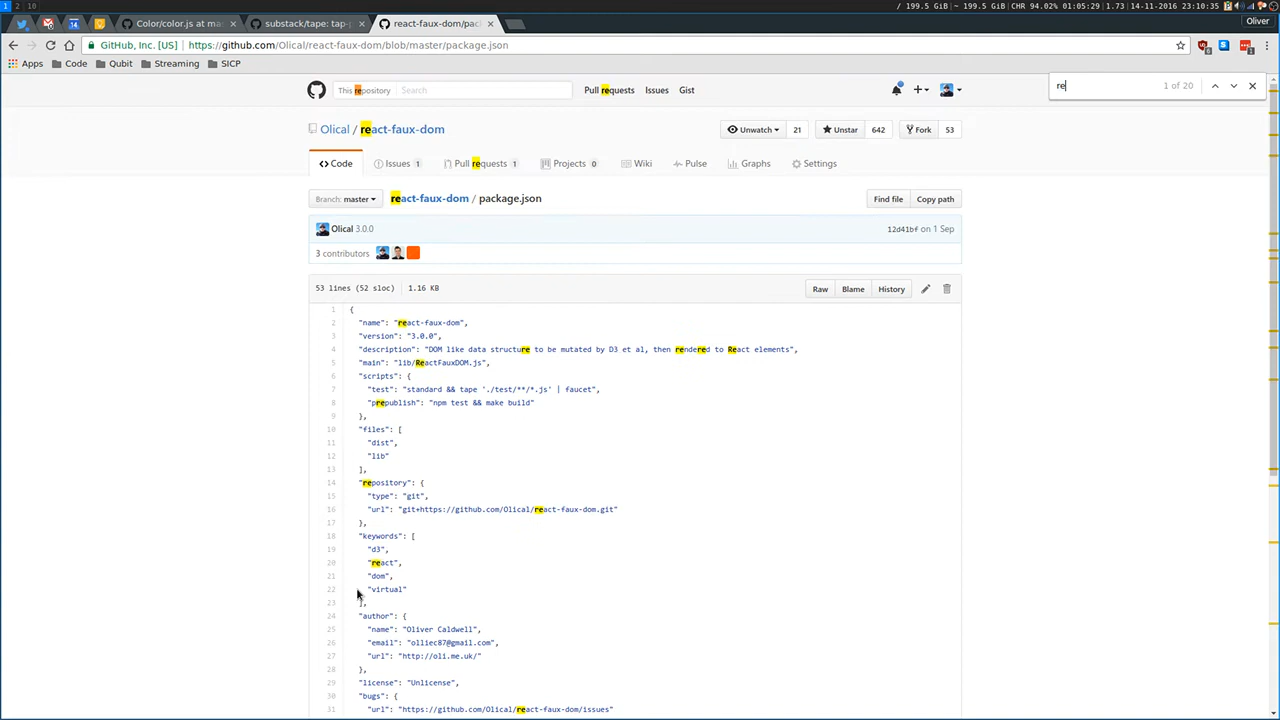 1 2 10 / 199.5 GiB ~ 199.5 GiB CHR 94.02% 01:05:29 1.73 14-11-2016 23:10:35
Color/color.js at ma × substack/tape: tap-p × react-faux-dom/pac × Oliver
GitHub, Inc. [US] https://github.com/Olical/react-faux-dom/blob/master/package.json
Apps Code Qubit Streaming SICP
re 1 of 20
This repository Search Pull requests Issues Gist
Olical / react-faux-dom Unwatch 21 Unstar 642 Fork 53
<> Code Issues 1 Pull requests 1 Projects 0 Wiki Pulse Graphs Settings
Branch: master react-faux-dom / package.json Find file Copy path
Olical 3.0.0 12d41bf on 1 Sep
3 contributors
53 lines (52 sloc) 1.16 KB Raw Blame History
1 {
2 "name": "react-faux-dom",
3 "version": "3.0.0",
4 "description": "DOM like data structure to be mutated by D3 et al, then rendered to React elements",
5 "main": "lib/ReactFauxDOM.js",
6 "scripts": {
7 "test": "standard && tape './test/**/*.js' | faucet",
8 "prepublish": "npm test && make build"
9 },
10 "files": [
11 "dist",
12 "lib"
13 ],
14 "repository": {
15 "type": "git",
16 "url": "git+https://github.com/Olical/react-faux-dom.git"
17 },
18 "keywords": [
19 "d3",
20 "react",
21 "dom",
22 "virtual"
23 ],
24 "author": {
25 "name": "Oliver Caldwell",
26 "email": "olliec87@gmail.com",
27 "url": "http://oli.me.uk/"
28 },
29 "license": "Unlicense",
30 "bugs": {
31 "url": "https://github.com/Olical/react-faux-dom/issues"